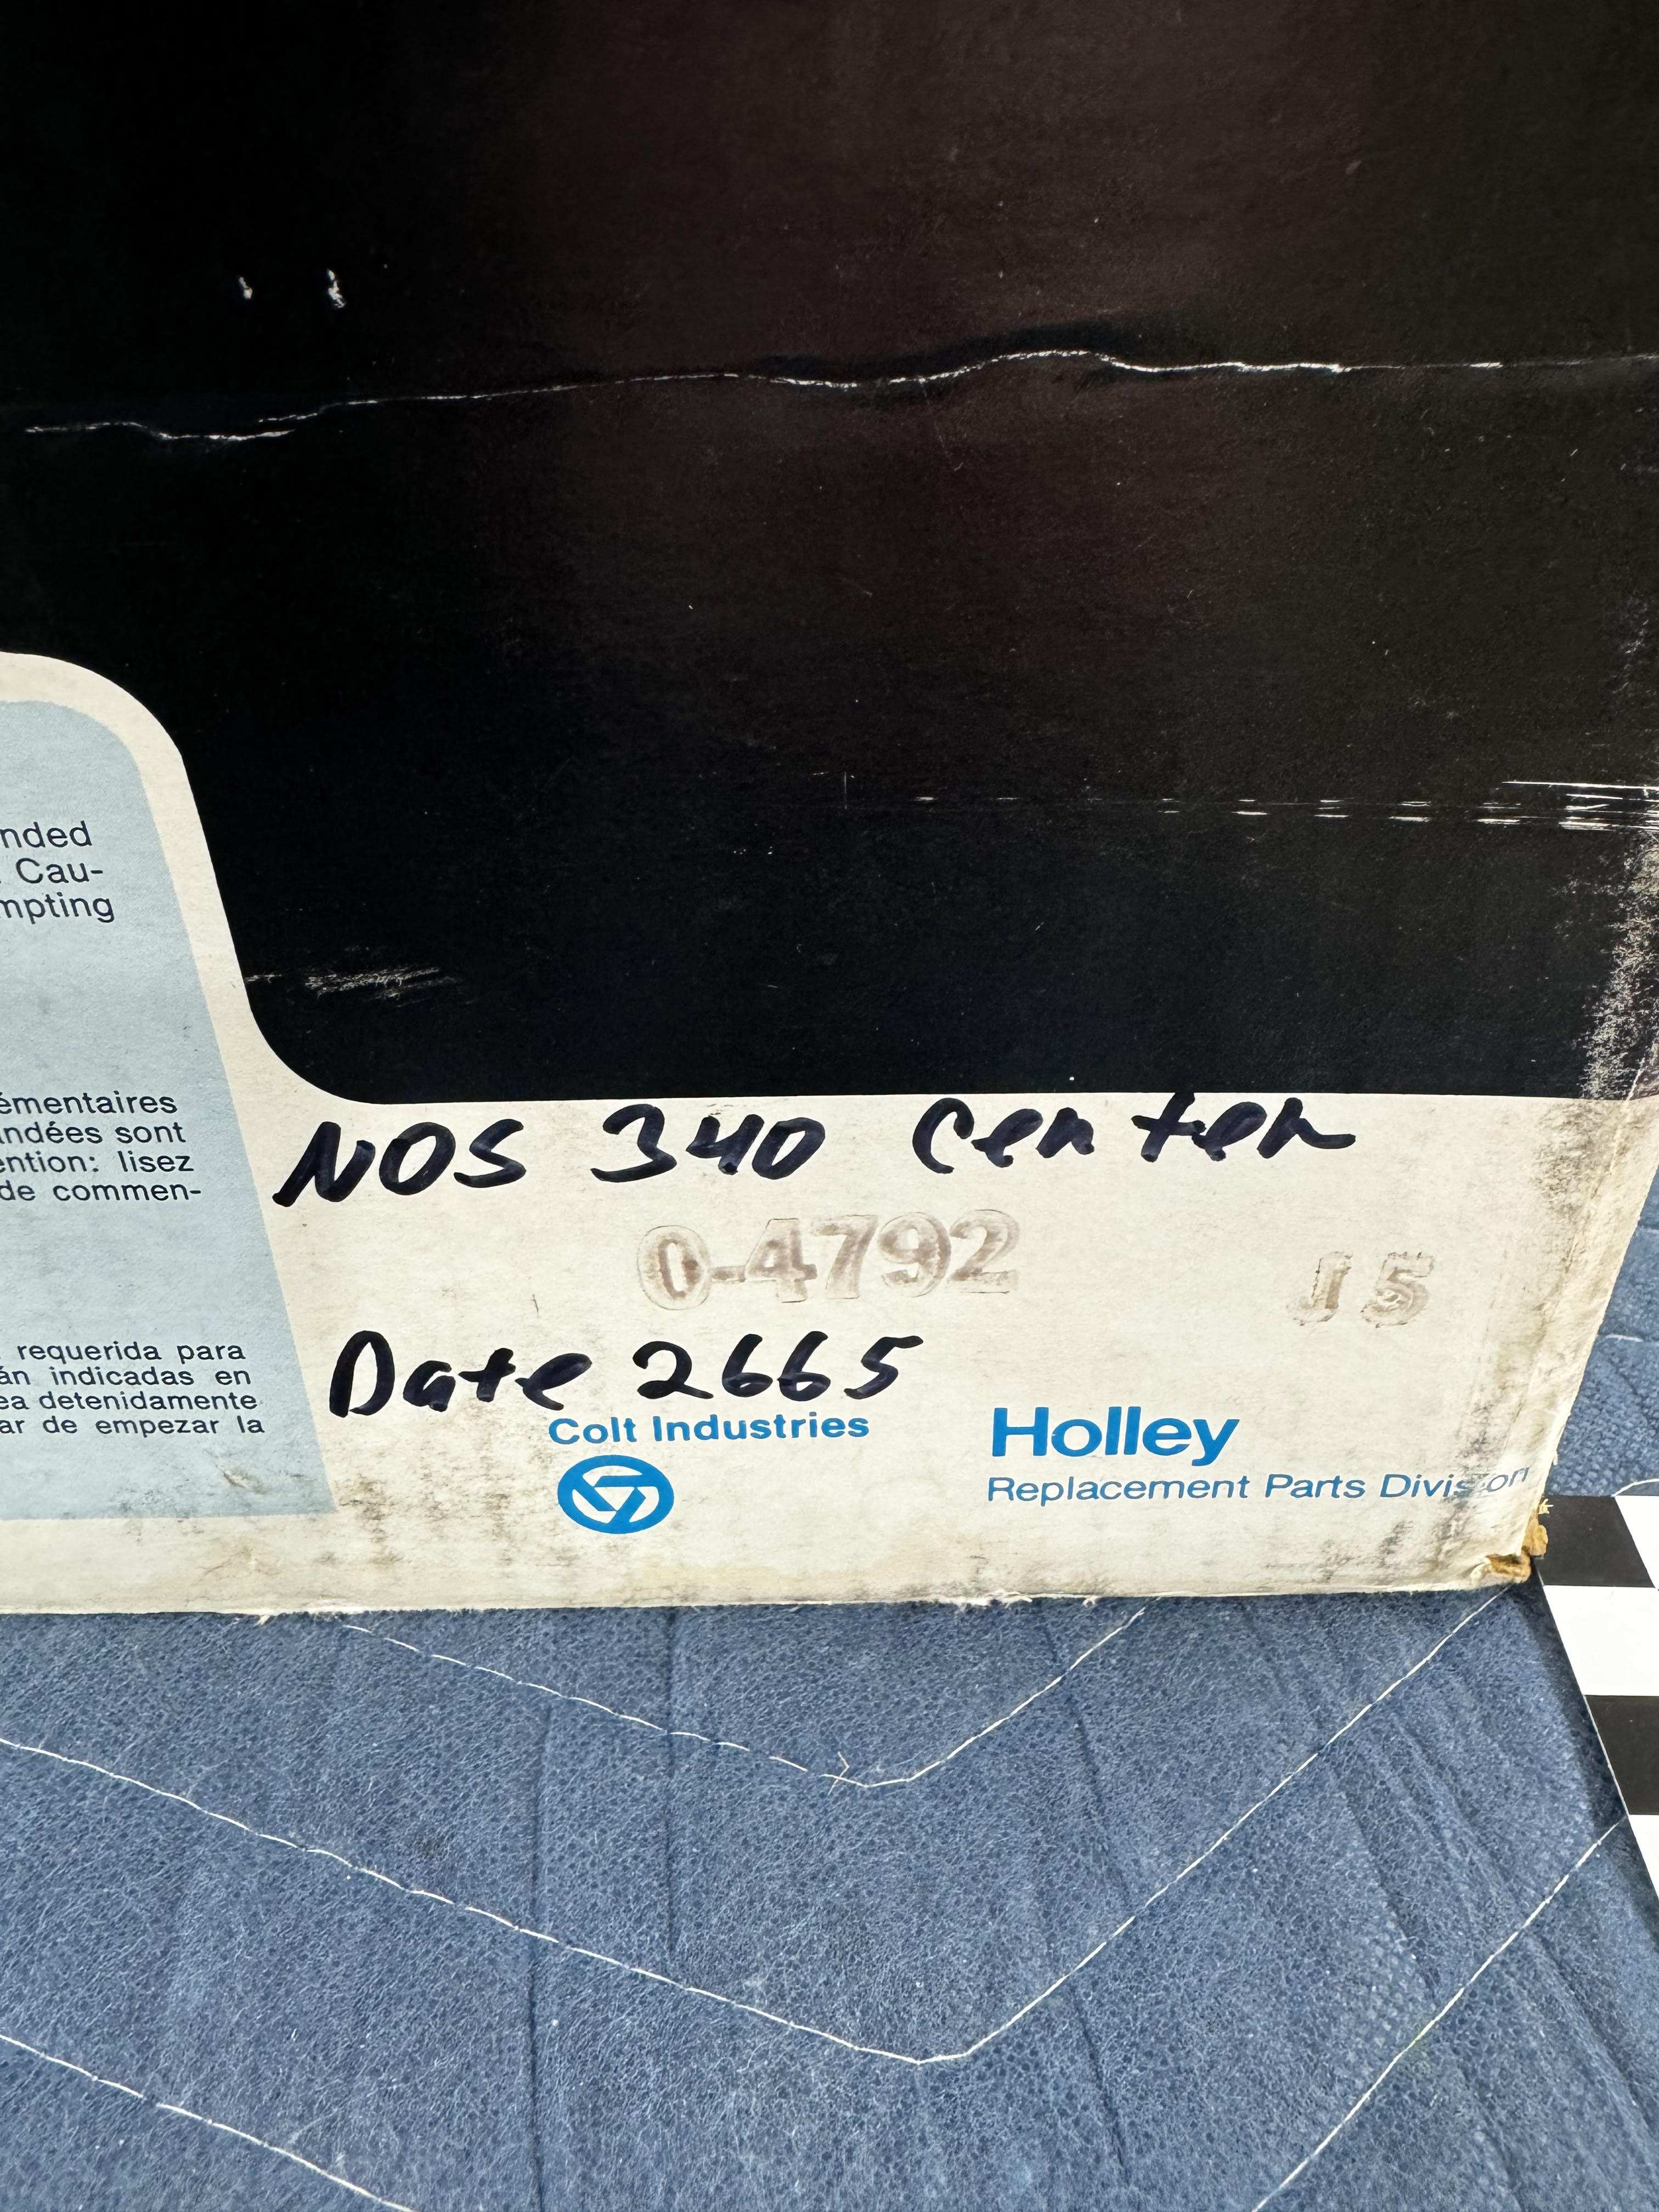 nded
. Cau-
mpting
émentaires
andées sont
ention: lisez
de commen-
requerida para
án indicadas en
ea detenidamente
ar de empezar la
NOS 340 Center
0-4792
J5
Date 2665
Colt Industries
Holley
Replacement Parts Division